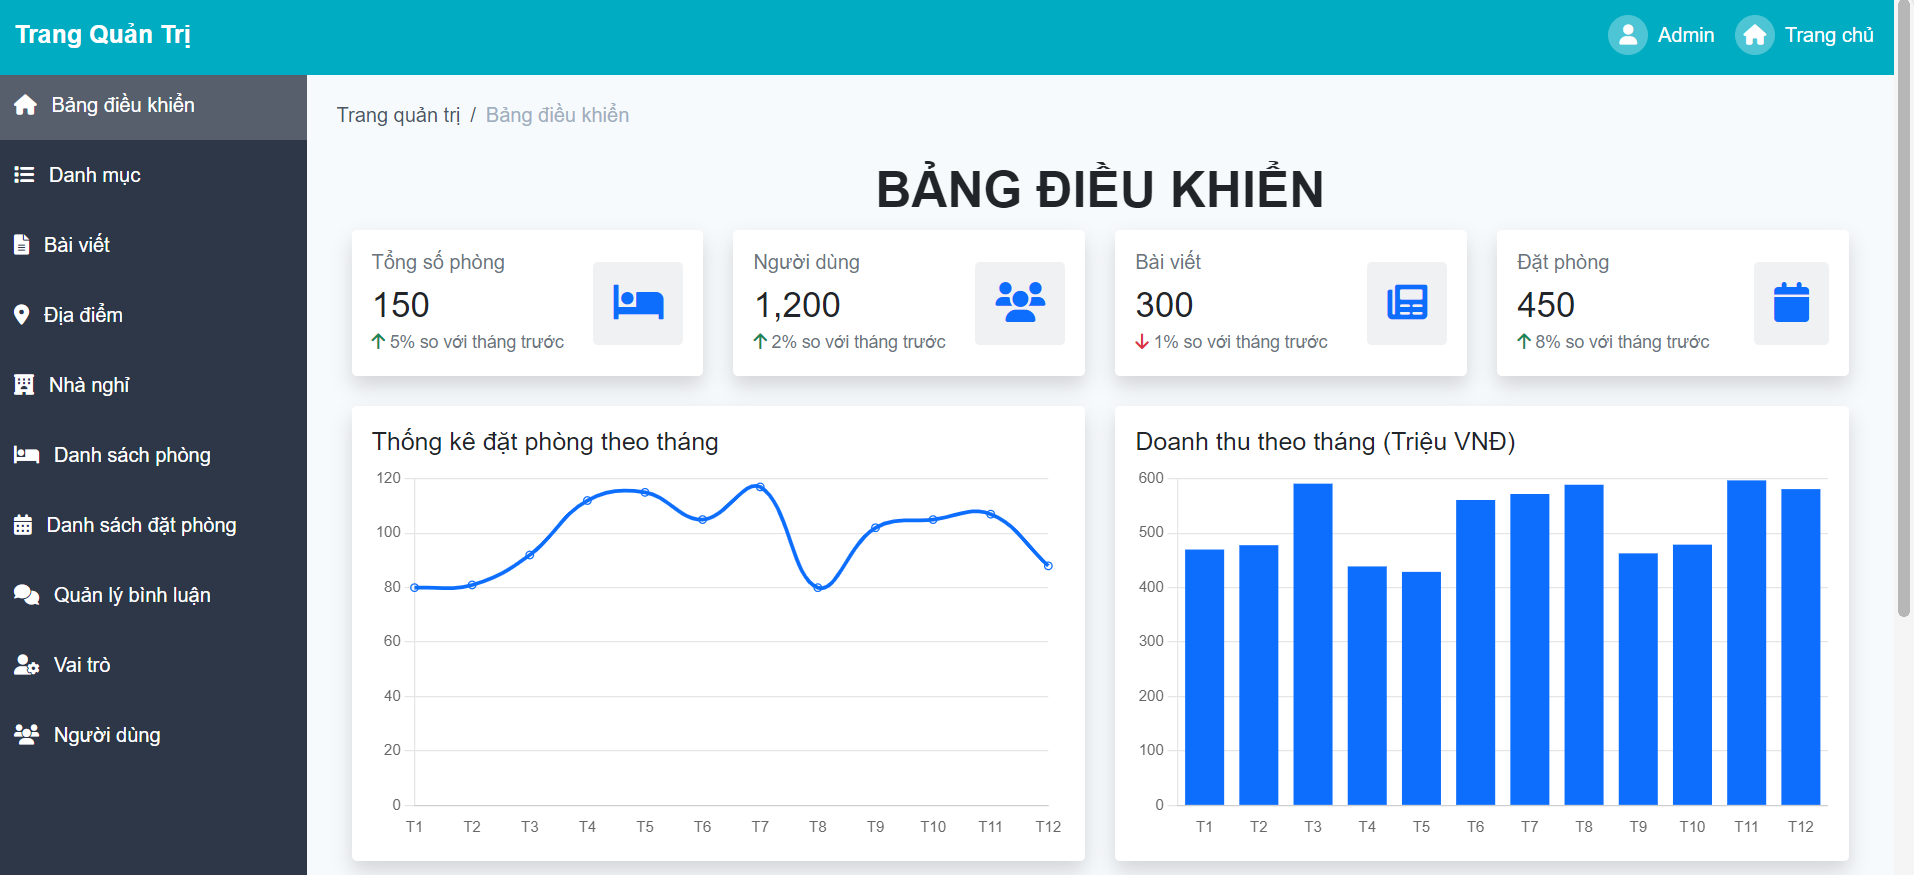 Trang Quản Trị
Admin
Trang chủ
Bảng điều khiển
Danh mục
Bài viết
Địa điểm
Nhà nghỉ
Danh sách phòng
Danh sách đặt phòng
Quản lý bình luận
Vai trò
Người dùng
Trang quản trị / Bảng điều khiển
BẢNG ĐIỀU KHIỂN
Tổng số phòng
150
5% so với tháng trước
Người dùng
1,200
2% so với tháng trước
Bài viết
300
1% so với tháng trước
Đặt phòng
450
8% so với tháng trước
Thống kê đặt phòng theo tháng
120
100
80
60
40
20
0
T1 T2 T3 T4 T5 T6 T7 T8 T9 T10 T11 T12
Doanh thu theo tháng (Triệu VNĐ)
600
500
400
300
200
100
0
T1 T2 T3 T4 T5 T6 T7 T8 T9 T10 T11 T12